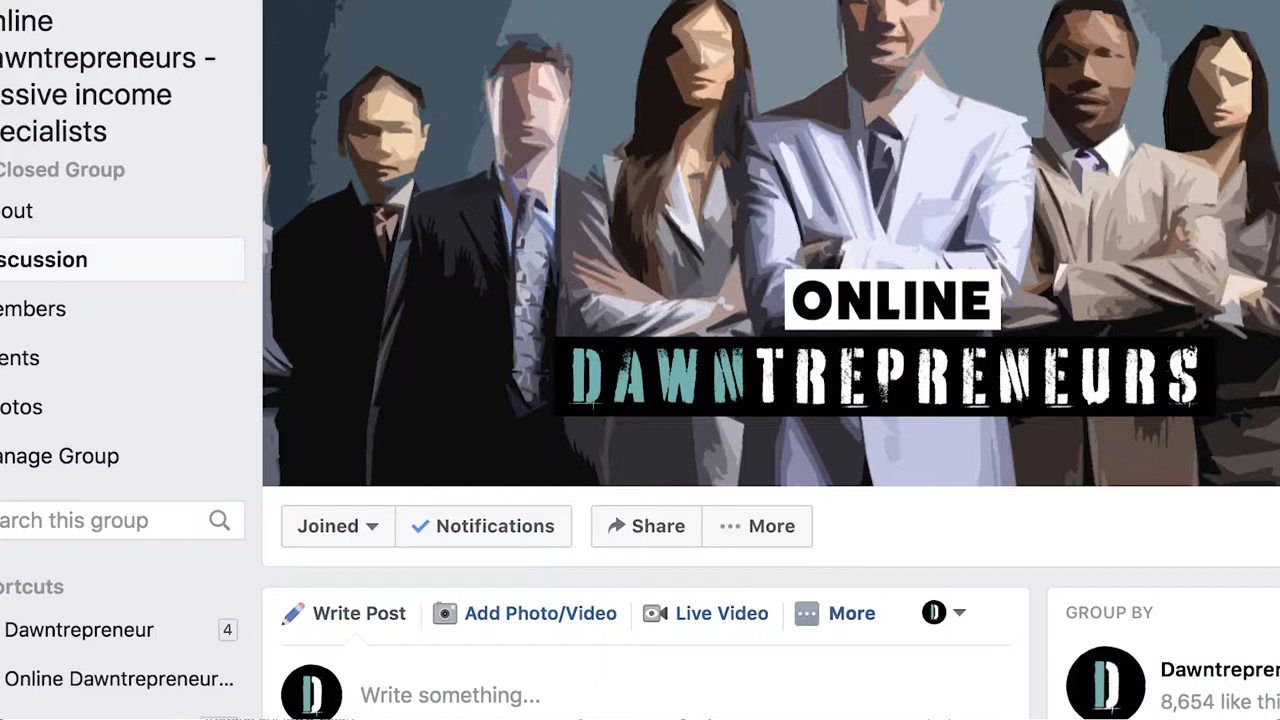 nline
awntrepreneurs -
ssive income
ecialists
Closed Group
out
scussion
embers
ents
otos
anage Group
arch this group
ortcuts
Dawntrepreneur
4
Online Dawntrepreneur...
ONLINE
DAWNTREPRENEURS
Joined
Notifications
Share
More
Write Post
Add Photo/Video
Live Video
More
D
D
Write something...
GROUP BY
D
Dawntrepren
8,654 like thi